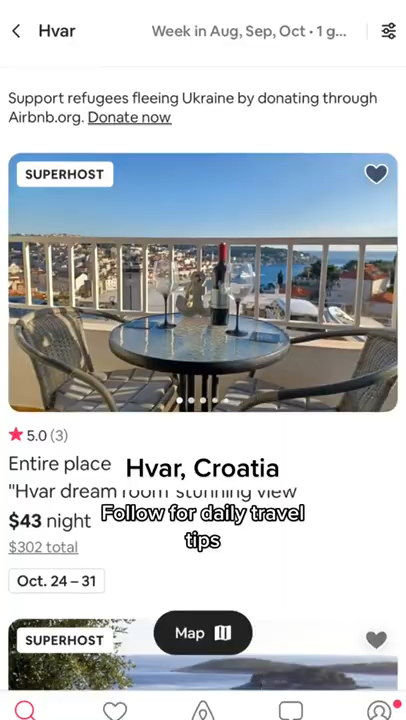 Hvar
Week in Aug, Sep, Oct • 1 g...
Support refugees fleeing Ukraine by donating through
Airbnb.org. Donate now
SUPERHOST
5.0 (3)
Entire place
Hvar, Croatia
"Hvar dream room stunning view
$43 night
Follow for daily travel
tips
$302 total
Oct. 24 – 31
SUPERHOST
Map